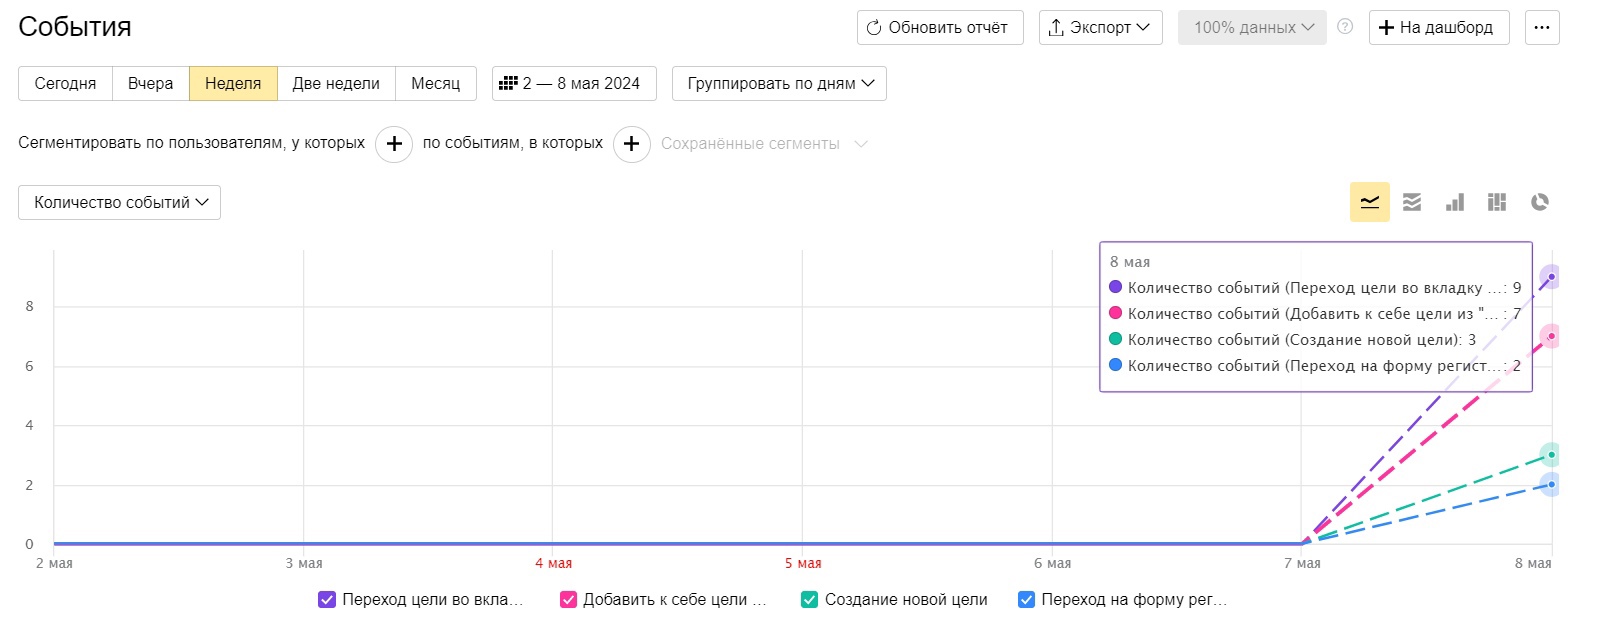 События
Обновить отчёт
Экспорт
100% данных
?
На дашборд
Сегодня
Вчера
Неделя
Две недели
Месяц
2 — 8 мая 2024
Группировать по дням
Сегментировать по пользователям, у которых
по событиям, в которых
Сохранённые сегменты
Количество событий
8 мая
Количество событий (Переход цели во вкладку ...: 9
Количество событий (Добавить к себе цели из "... : 7
Количество событий (Создание новой цели): 3
Количество событий (Переход на форму регист...: 2
8
6
4
2
0
2 мая
3 мая
4 мая
5 мая
6 мая
7 мая
8 мая
Переход цели во вкла...
Добавить к себе цели ...
Создание новой цели
Переход на форму рег...